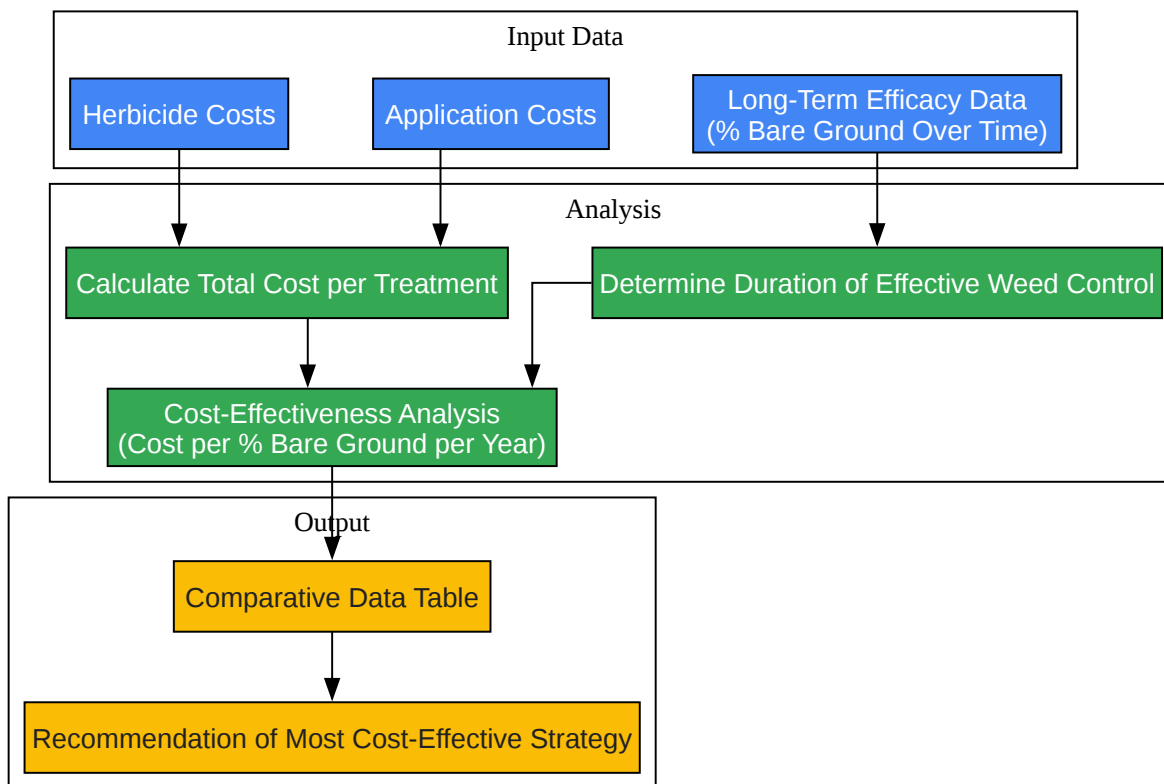 Input Data
Herbicide Costs
Application Costs
Long-Term Efficacy Data
(% Bare Ground Over Time)
Analysis
Calculate Total Cost per Treatment
Determine Duration of Effective Weed Control
Cost-Effectiveness Analysis
(Cost per % Bare Ground per Year)
Output
Comparative Data Table
Recommendation of Most Cost-Effective Strategy